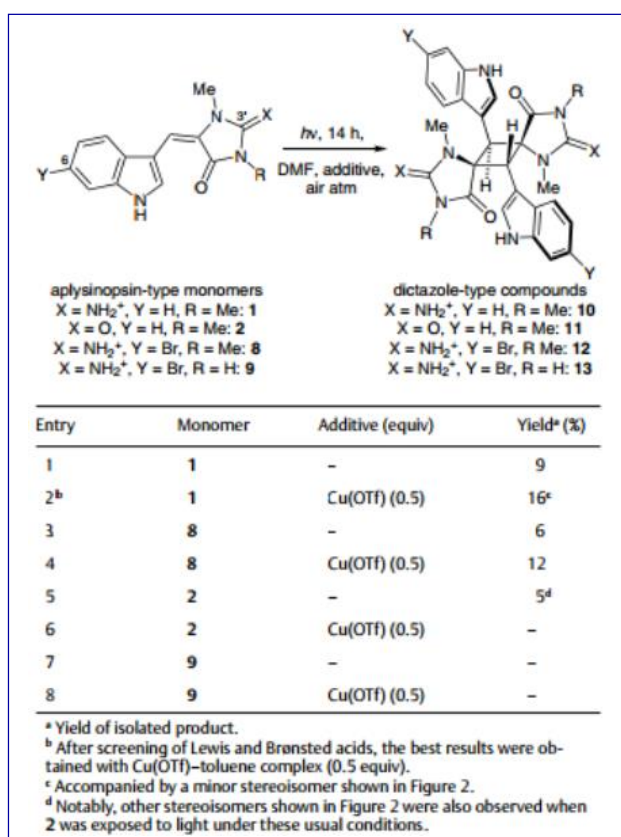 Me
N
3'
X
6
Y
O
N
R
N
H
hv, 14 h,
DMF, additive,
air atm
Y
NH
O
R
Me
N
H
N
X
X
N
H
N
Me
R
O
HN
Y
aplysinopsin-type monomers
X = NH₂⁺, Y = H, R = Me: 1
X = O, Y = H, R = Me: 2
X = NH₂⁺, Y = Br, R = Me: 8
X = NH₂⁺, Y = Br, R = H: 9
dictazole-type compounds
X = NH₂⁺, Y = H, R = Me: 10
X = O, Y = H, R = Me: 11
X = NH₂⁺, Y = Br, R Me: 12
X = NH₂⁺, Y = Br, R = H: 13
Entry Monomer Additive (equiv) Yieldᵃ (%)
1 1 – 9
2ᵇ 1 Cu(OTf) (0.5) 16ᶜ
3 8 – 6
4 8 Cu(OTf) (0.5) 12
5 2 – 5ᵈ
6 2 Cu(OTf) (0.5) –
7 9 – –
8 9 Cu(OTf) (0.5) –
ᵃ Yield of isolated product.
ᵇ After screening of Lewis and Brønsted acids, the best results were ob-
tained with Cu(OTf)–toluene complex (0.5 equiv).
ᶜ Accompanied by a minor stereoisomer shown in Figure 2.
ᵈ Notably, other stereoisomers shown in Figure 2 were also observed when
2 was exposed to light under these usual conditions.